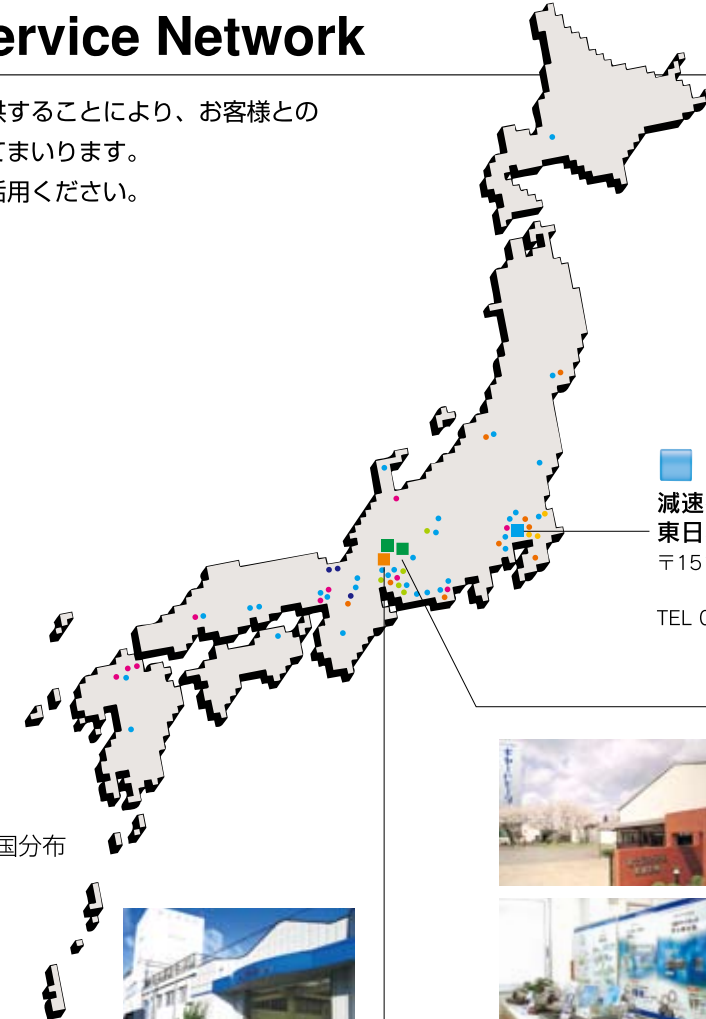 ervice Network
供することにより、お客様との
てまいります。
活用ください。
減速
東日
〒15
TEL 0
国分布